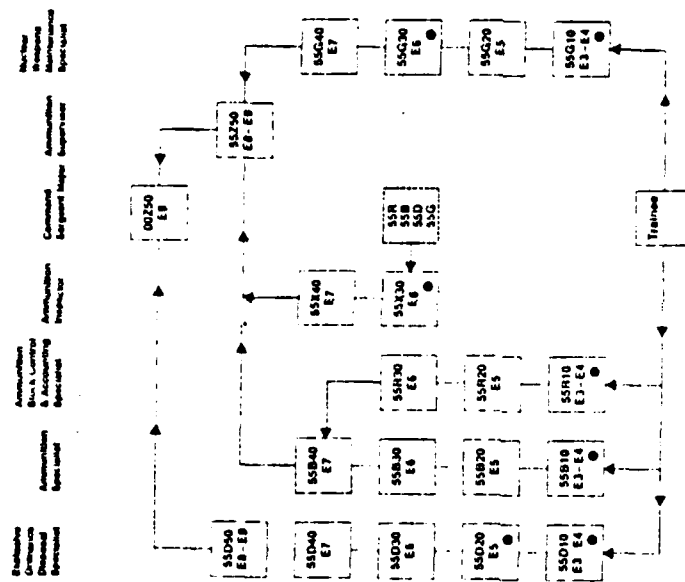 Explosive
Ordnance
Disposal
Specialist
Ammunition
Specialist
Ammunition
Stock Control
& Accounting
Specialist
Ammunition
Inspector
Command
Sergeant Major
Ammunition
Supervisor
Nuclear
Weapons
Maintenance
Specialist
00Z50
E9
55D50
E8-E9
55Z50
E8-E9
55D40
E7
55B40
E7
55X40
E7
55G40
E7
55D30
E6
55B30
E6
55R30
E6
55X30
E6
55R
55B
55D
55G
55G30
E6
55D20
E5
55B20
E5
55R20
E5
55G20
E5
55D10
E3-E4
55B10
E3-E4
55R10
E3-E4
55G10
E3-E4
Trainee